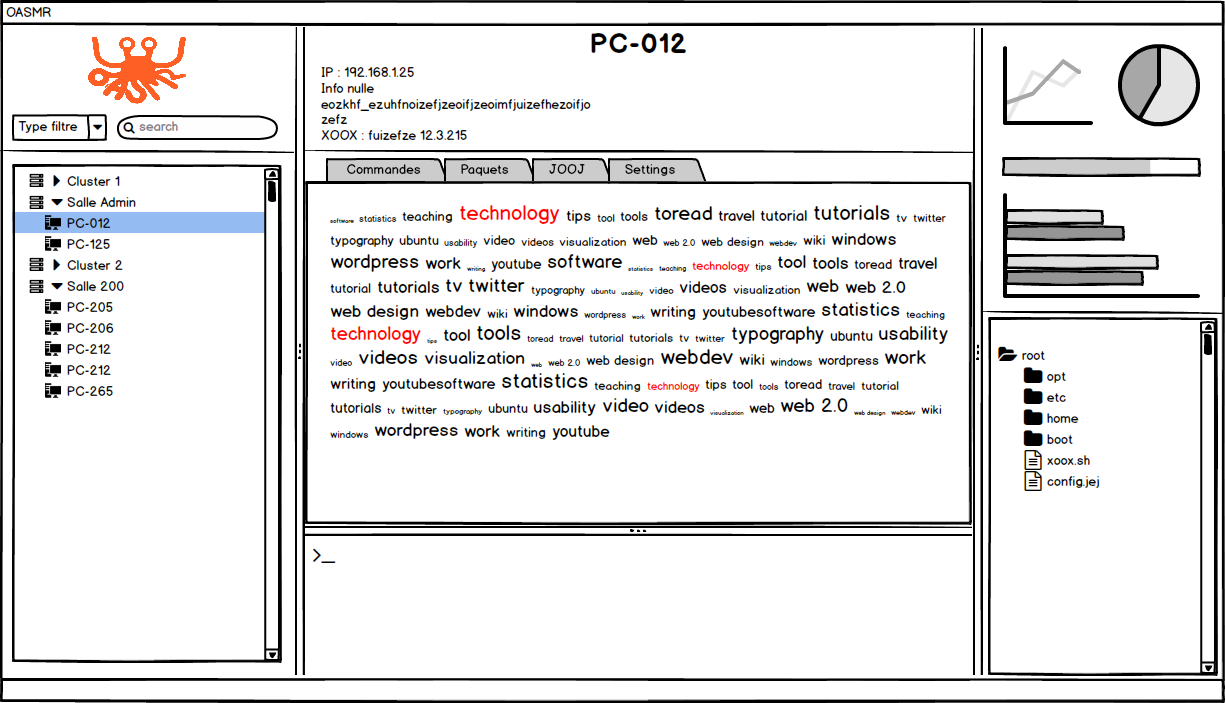 OASMR
Type filtre
search
Cluster 1
Salle Admin
PC-012
PC-125
Cluster 2
Salle 200
PC-205
PC-206
PC-212
PC-212
PC-265
PC-012
IP : 192.168.1.25
Info nulle
eozkhf_ezuhfnoizefjzeoifjzeoimfjuizefhezoifjo
zefz
XOOX : fuizefze 12.3.215
Commandes Paquets JOOJ Settings
software statistics teaching technology tips tool tools toread travel tutorial tutorials tv twitter
typography ubuntu usability video videos visualization web web 2.0 web design webdev wiki windows
wordpress work writing youtube software statistics teaching technology tips tool tools toread travel
tutorial tutorials tv twitter typography ubuntu usability video videos visualization web web 2.0
web design webdev wiki windows wordpress work writing youtubesoftware statistics teaching
technology tips tool tools toread travel tutorial tutorials tv twitter typography ubuntu usability
video videos visualization web web 2.0 web design webdev wiki windows wordpress work
writing youtubesoftware statistics teaching technology tips tool tools toread travel tutorial
tutorials tv twitter typography ubuntu usability video videos visualization web web 2.0 web design webdev wiki
windows wordpress work writing youtube
>_
root
opt
etc
home
boot
xoox.sh
config.jej